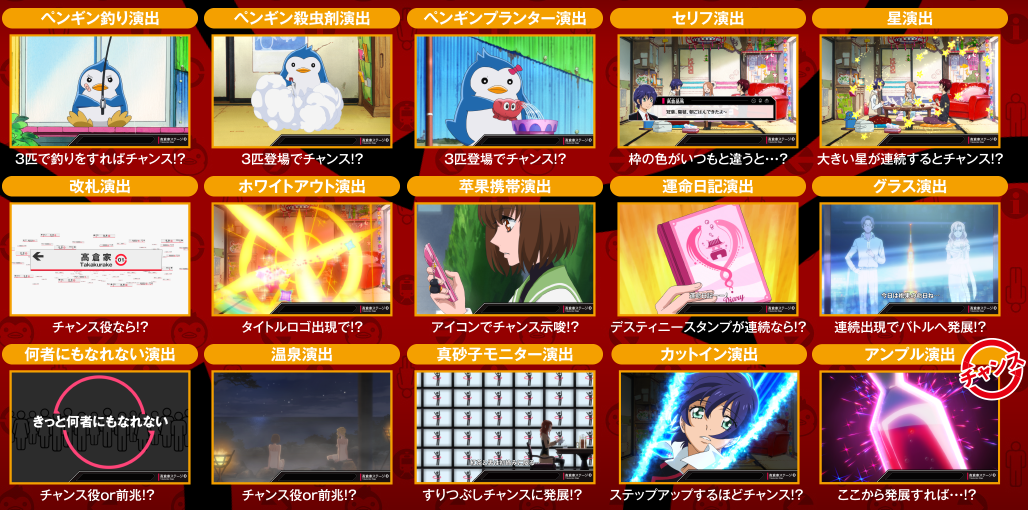 ペンギン釣り演出
ペンギン殺虫剤演出
ペンギンプランター演出
セリフ演出
星演出
3匹で釣りをすればチャンス!?
3匹登場でチャンス!?
3匹登場でチャンス!?
枠の色がいつもと違うと…?
大きい星が連続するとチャンス!?
改札演出
ホワイトアウト演出
苹果携帯演出
運命日記演出
グラス演出
高倉家 01
Takakurake
Diary
今日は桃果の命日ね
チャンス役なら!?
タイトルロゴ出現で!?
アイコンでチャンス示唆!?
デスティニースタンプが連続なら!?
連続出現でバトルへ発展!?
何者にもなれない演出
温泉演出
真砂子モニター演出
カットイン演出
アンプル演出
チャンス
きっと何者にもなれない
チャンス役or前兆!?
チャンス役or前兆!?
すりつぶしチャンスに発展!?
ステップアップするほどチャンス!?
ここから発展すれば…!?